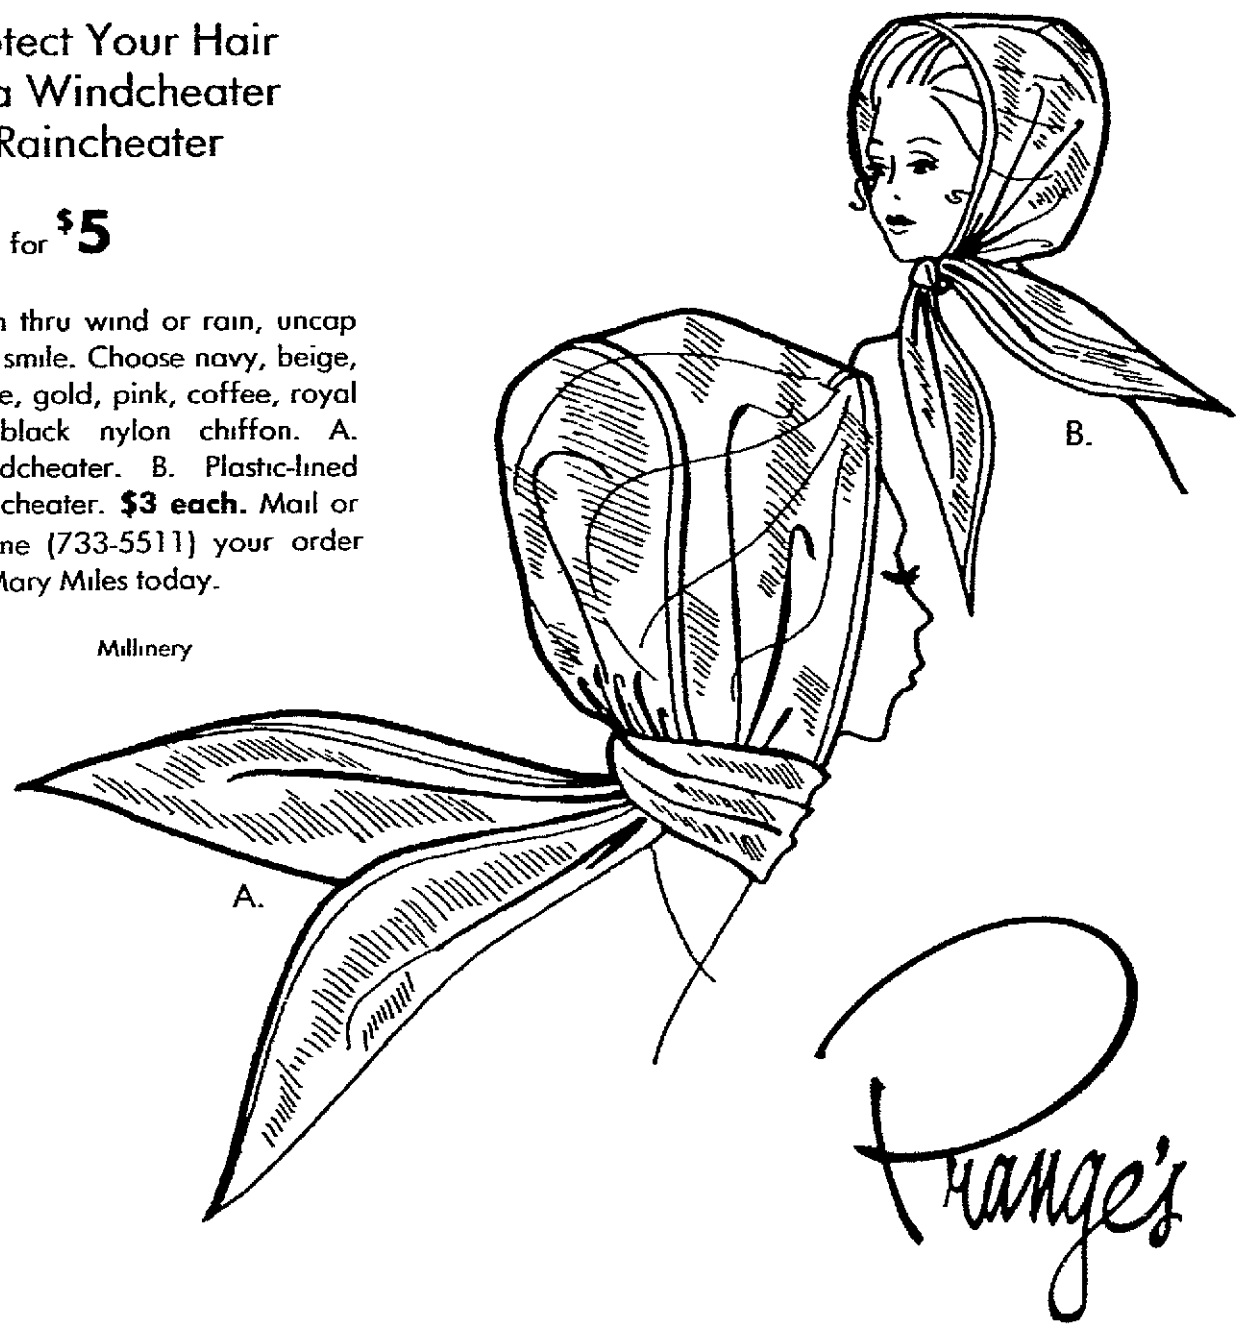 tect Your Hair
a Windcheater
Raincheater
for $5
n thru wind or rain, uncap
smile. Choose navy, beige,
e, gold, pink, coffee, royal
black nylon chiffon. A.
dcheater. B. Plastic-lined
cheater. $3 each. Mail or
ne (733-5511) your order
Mary Miles today.
Millinery
B.
A.
Prange's